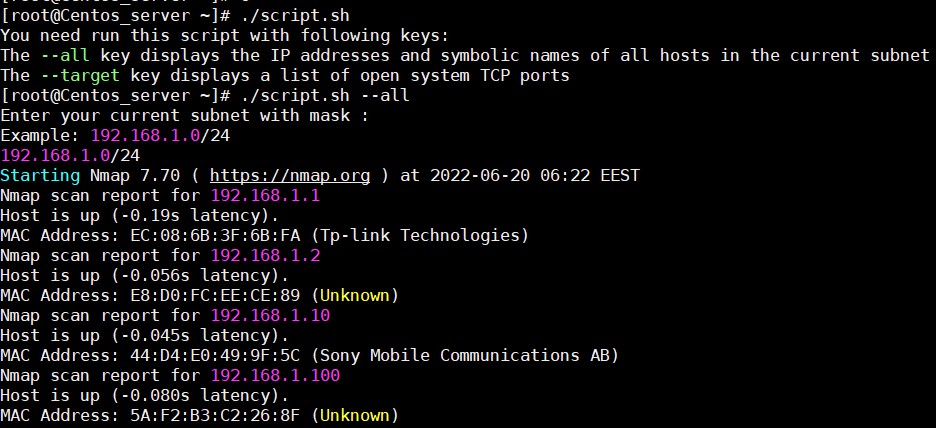 [root@Centos_server ~]# ./script.sh
You need run this script with following keys:
The --all key displays the IP addresses and symbolic names of all hosts in the current subnet
The --target key displays a list of open system TCP ports
[root@Centos_server ~]# ./script.sh --all
Enter your current subnet with mask :
Example: 192.168.1.0/24
192.168.1.0/24
Starting Nmap 7.70 ( https://nmap.org ) at 2022-06-20 06:22 EEST
Nmap scan report for 192.168.1.1
Host is up (-0.19s latency).
MAC Address: EC:08:6B:3F:6B:FA (Tp-link Technologies)
Nmap scan report for 192.168.1.2
Host is up (-0.056s latency).
MAC Address: E8:D0:FC:EE:CE:89 (Unknown)
Nmap scan report for 192.168.1.10
Host is up (-0.045s latency).
MAC Address: 44:D4:E0:49:9F:5C (Sony Mobile Communications AB)
Nmap scan report for 192.168.1.100
Host is up (-0.080s latency).
MAC Address: 5A:F2:B3:C2:26:8F (Unknown)